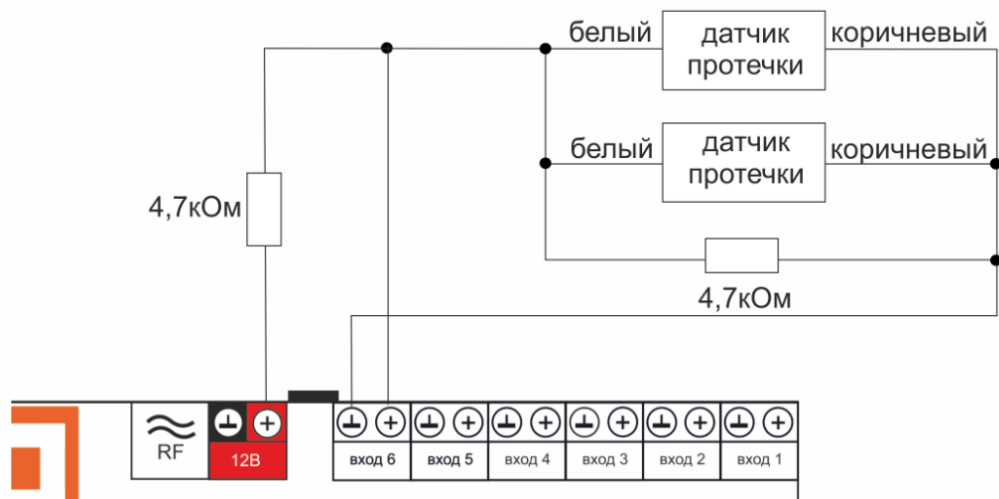 белый
датчик
протечки
коричневый
белый
датчик
протечки
коричневый
4,7кОм
4,7кОм
RF
12В
вход 6
вход 5
вход 4
вход 3
вход 2
вход 1